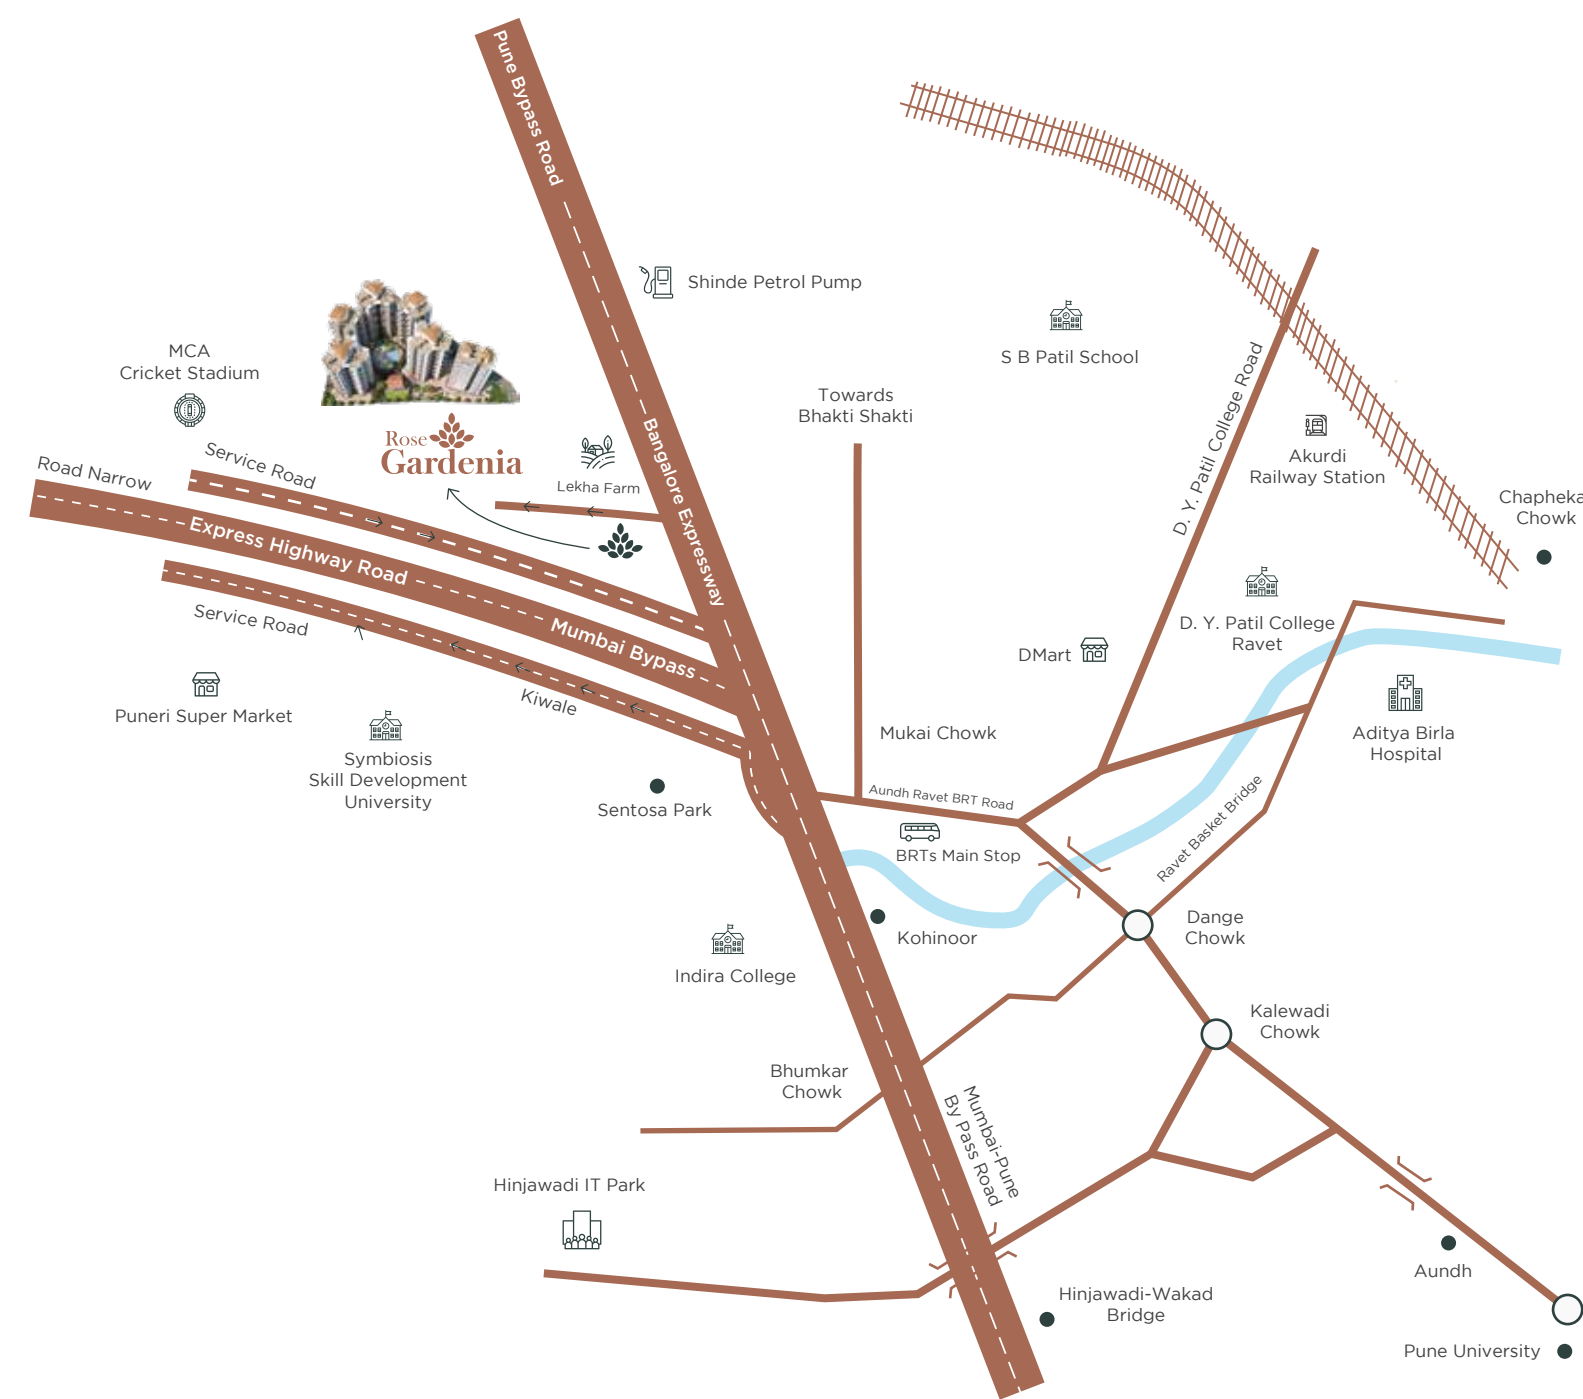 Pune Bypass Road
Shinde Petrol Pump
S B Patil School
MCA
Cricket Stadium
Towards
Bhakti Shakti
D. Y. Patil College Road
Rose
Gardenia
Bangalore Expressway
Akurdi
Railway Station
Service Road
Road Narrow
Lekha Farm
Chapheka
Chowk
Express Highway Road
Mumbai Bypass
Service Road
Kiwale
D. Y. Patil College
Ravet
DMart
Puneri Super Market
Mukai Chowk
Aditya Birla
Hospital
Symbiosis
Skill Development
University
Sentosa Park
Aundh Ravet BRT Road
Ravet Basket Bridge
BRTs Main Stop
Kohinoor
Dange
Chowk
Indira College
Kalewadi
Chowk
Bhumkar
Chowk
Mumbai-Pune
By Pass Road
Hinjawadi IT Park
Aundh
Hinjawadi-Wakad
Bridge
Pune University